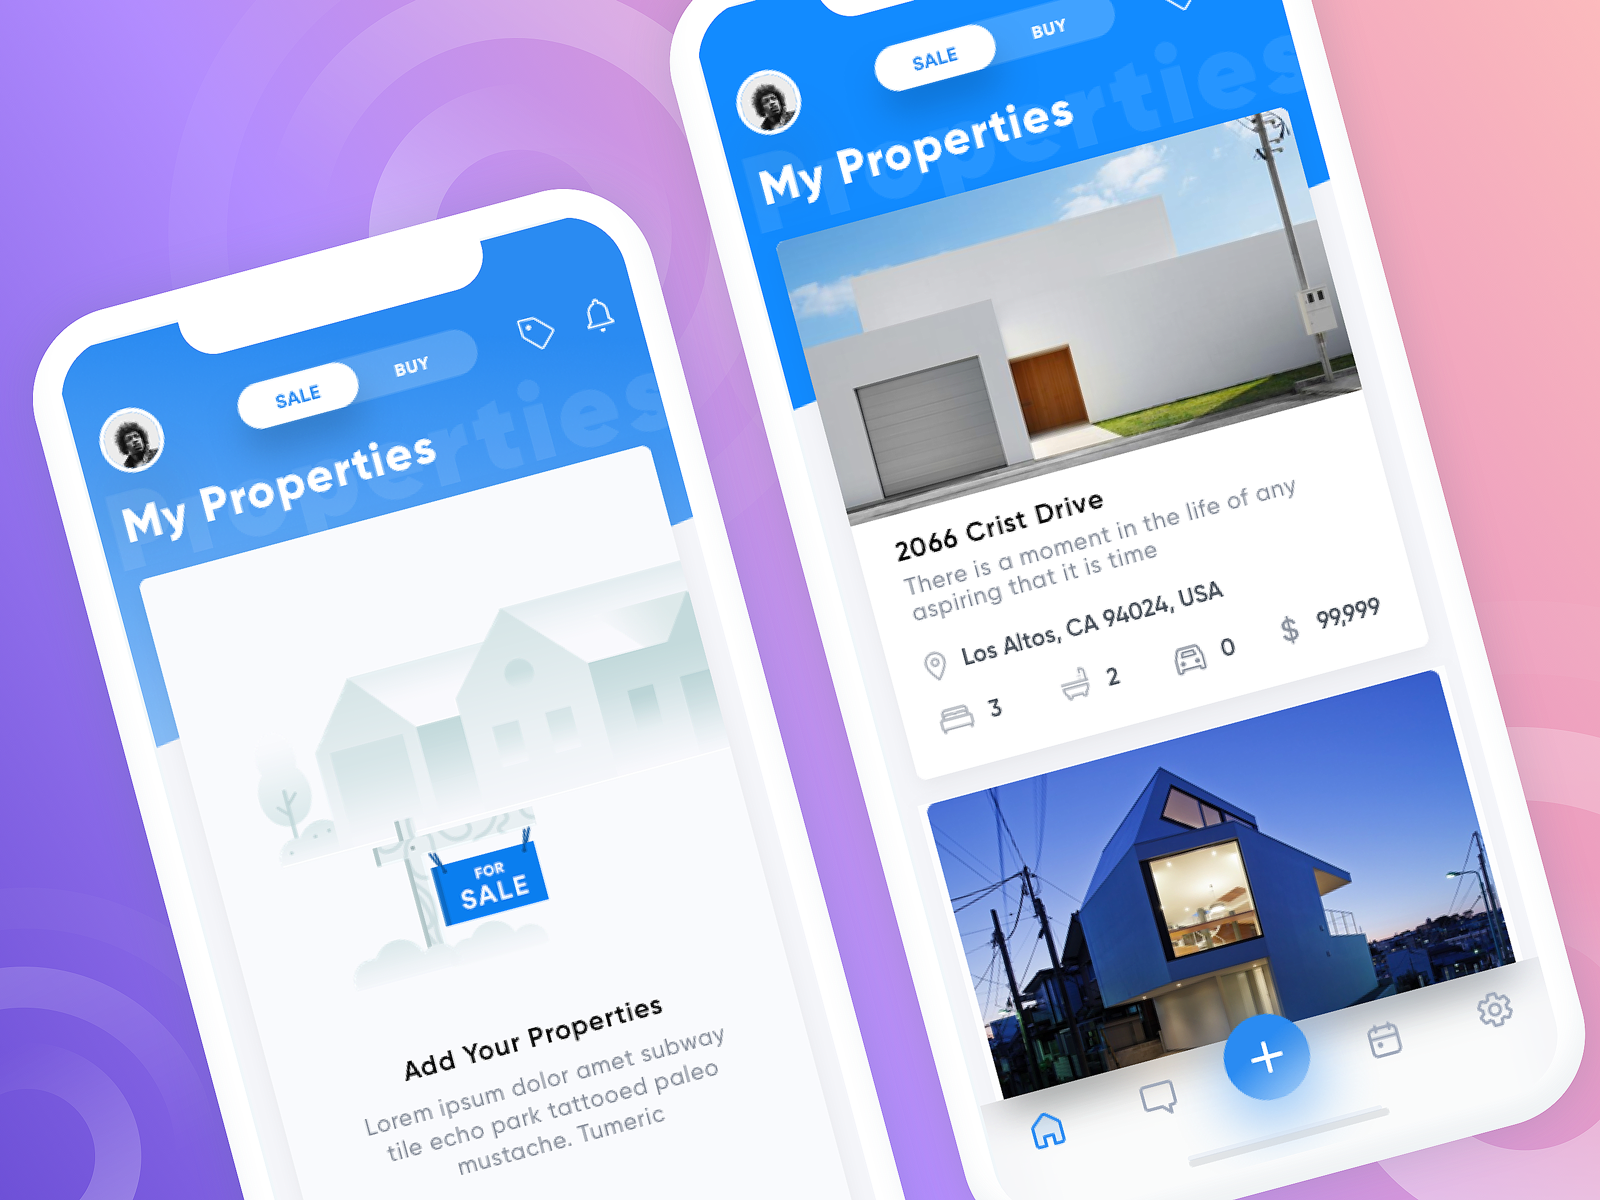 SALE
BUY
Properties
My Properties
FOR
SALE
Add Your Properties
Lorem ipsum dolor amet subway
tile echo park tattooed paleo
mustache. Tumeric
SALE
BUY
Properties
My Properties
2066 Crist Drive
There is a moment in the life of any
aspiring that it is time
Los Altos, CA 94024, USA
3
2
0
$ 99,999